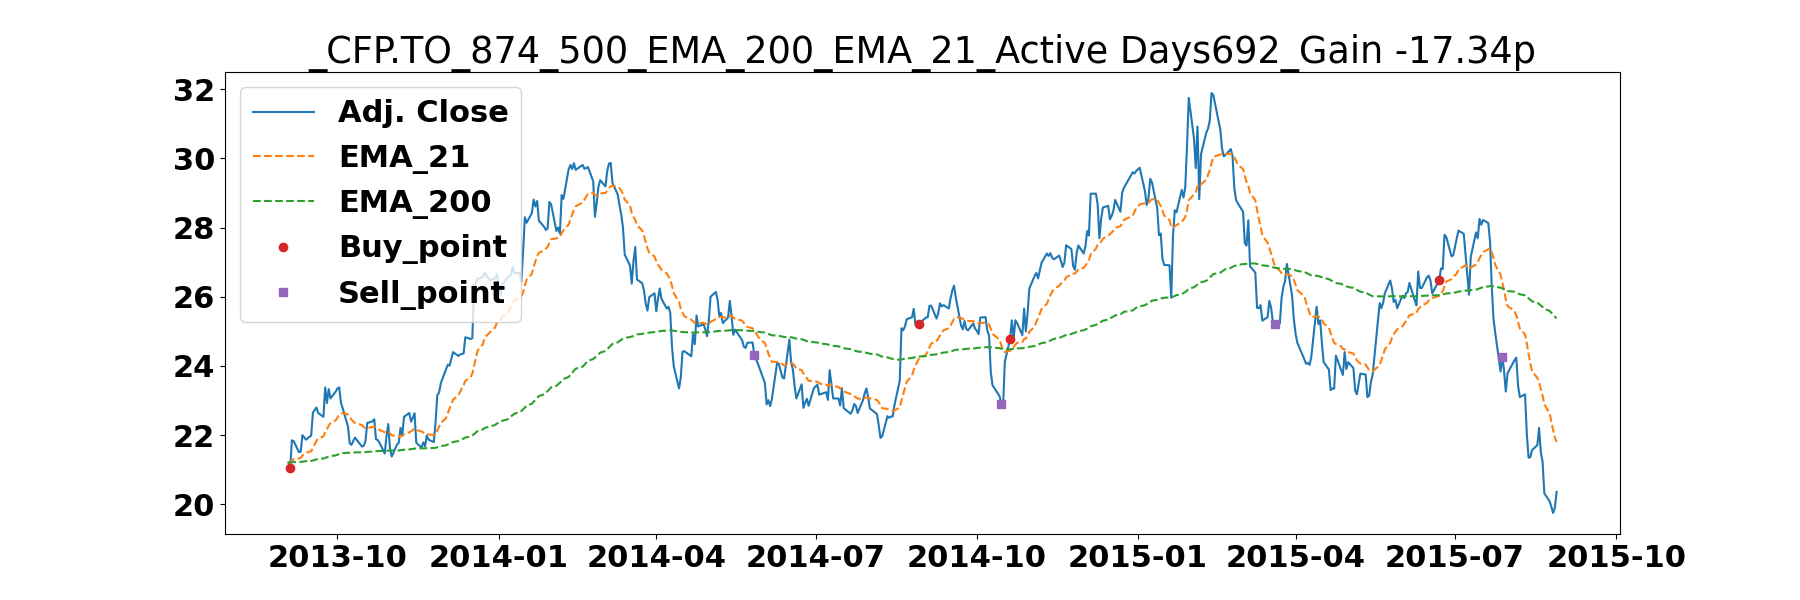 _CFP.TO_874_500_EMA_200_EMA_21_Active Days692_Gain -17.34p
32
30
28
26
24
22
20
Adj. Close
EMA_21
EMA_200
Buy_point
Sell_point
2013-10 2014-01 2014-04 2014-07 2014-10 2015-01 2015-04 2015-07 2015-10